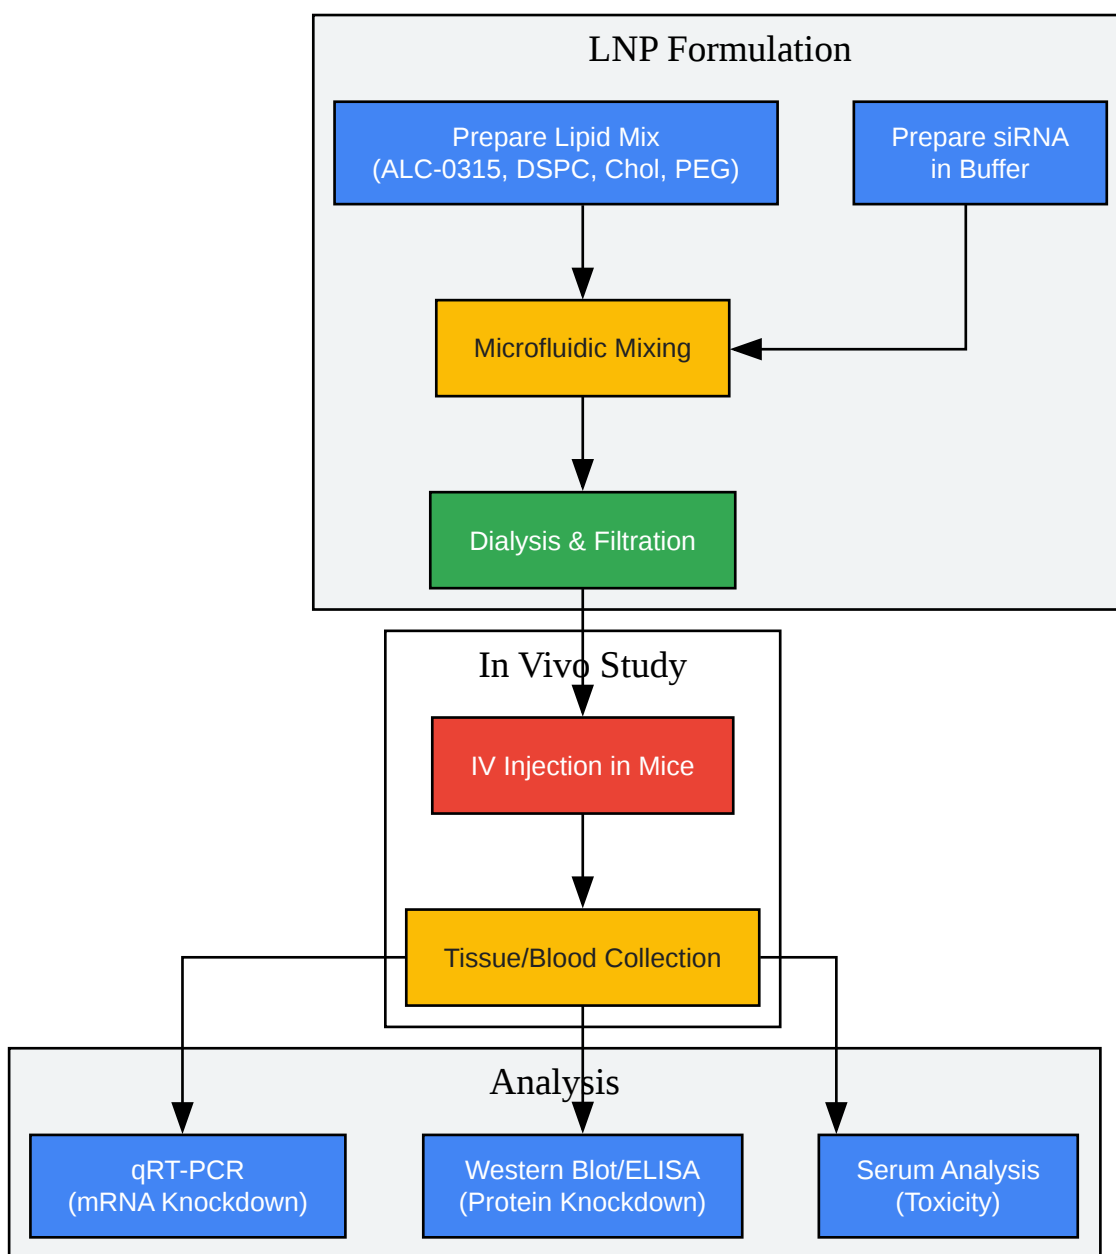 LNP Formulation
Prepare Lipid Mix
(ALC-0315, DSPC, Chol, PEG)
Prepare siRNA
in Buffer
Microfluidic Mixing
Dialysis & Filtration
In Vivo Study
IV Injection in Mice
Tissue/Blood Collection
Analysis
qRT-PCR
(mRNA Knockdown)
Western Blot/ELISA
(Protein Knockdown)
Serum Analysis
(Toxicity)